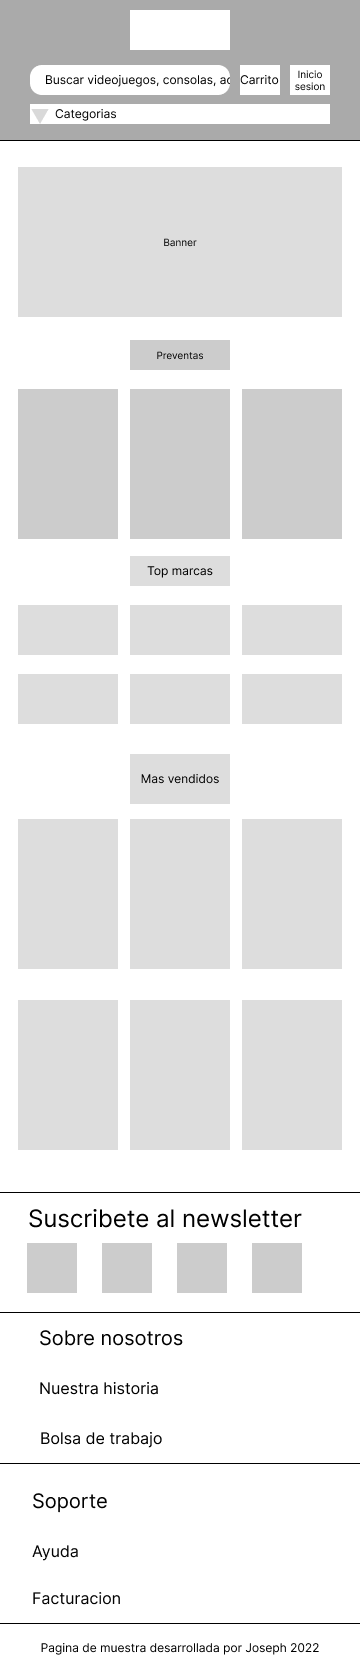 Buscar videojuegos, consolas, ac
Carrito
Inicio
sesion
Categorias
Banner
Preventas
Top marcas
Mas vendidos
Suscribete al newsletter
Sobre nosotros
Nuestra historia
Bolsa de trabajo
Soporte
Ayuda
Facturacion
Pagina de muestra desarrollada por Joseph 2022